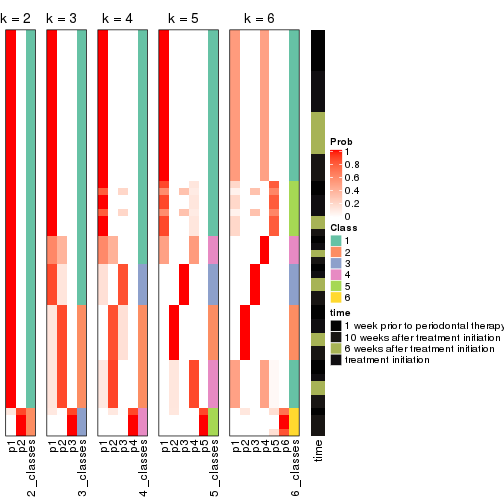 k = 2
k = 3
k = 4
k = 5
k = 6
Prob
1
0.8
0.6
0.4
0.2
0
Class
1
2
3
4
5
6
time
1 week prior to periodontal therapy
10 weeks after treatment initiation
6 weeks after treatment initiation
treatment initiation
p1
p2
2_classes
p1
p2
p3
3_classes
p1
p2
p3
p4
4_classes
p1
p2
p3
p4
p5
5_classes
p1
p2
p3
p4
p5
p6
6_classes
time